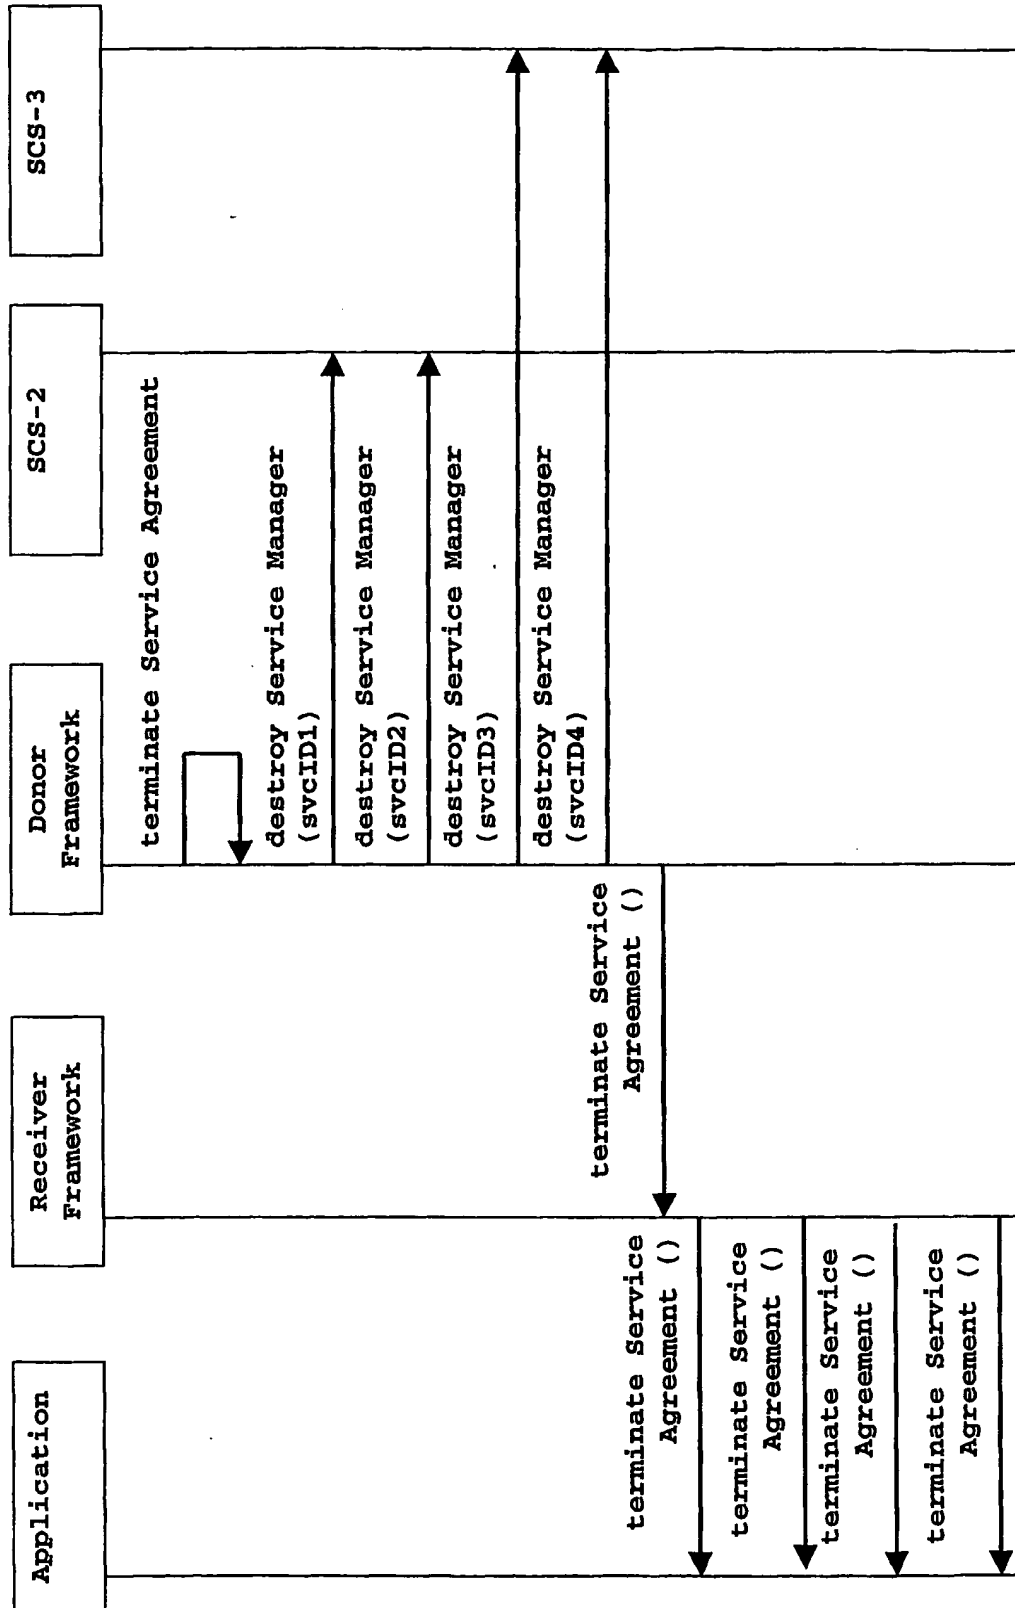 Application
Receiver
Framework
Donor
Framework
SCS-2
SCS-3
terminate Service Agreement
destroy Service Manager
(svcID1)
destroy Service Manager
(svcID2)
destroy Service Manager
(svcID3)
destroy Service Manager
(svcID4)
terminate Service
Agreement ()
terminate Service
Agreement ()
terminate Service
Agreement ()
terminate Service
Agreement ()
terminate Service
Agreement ()